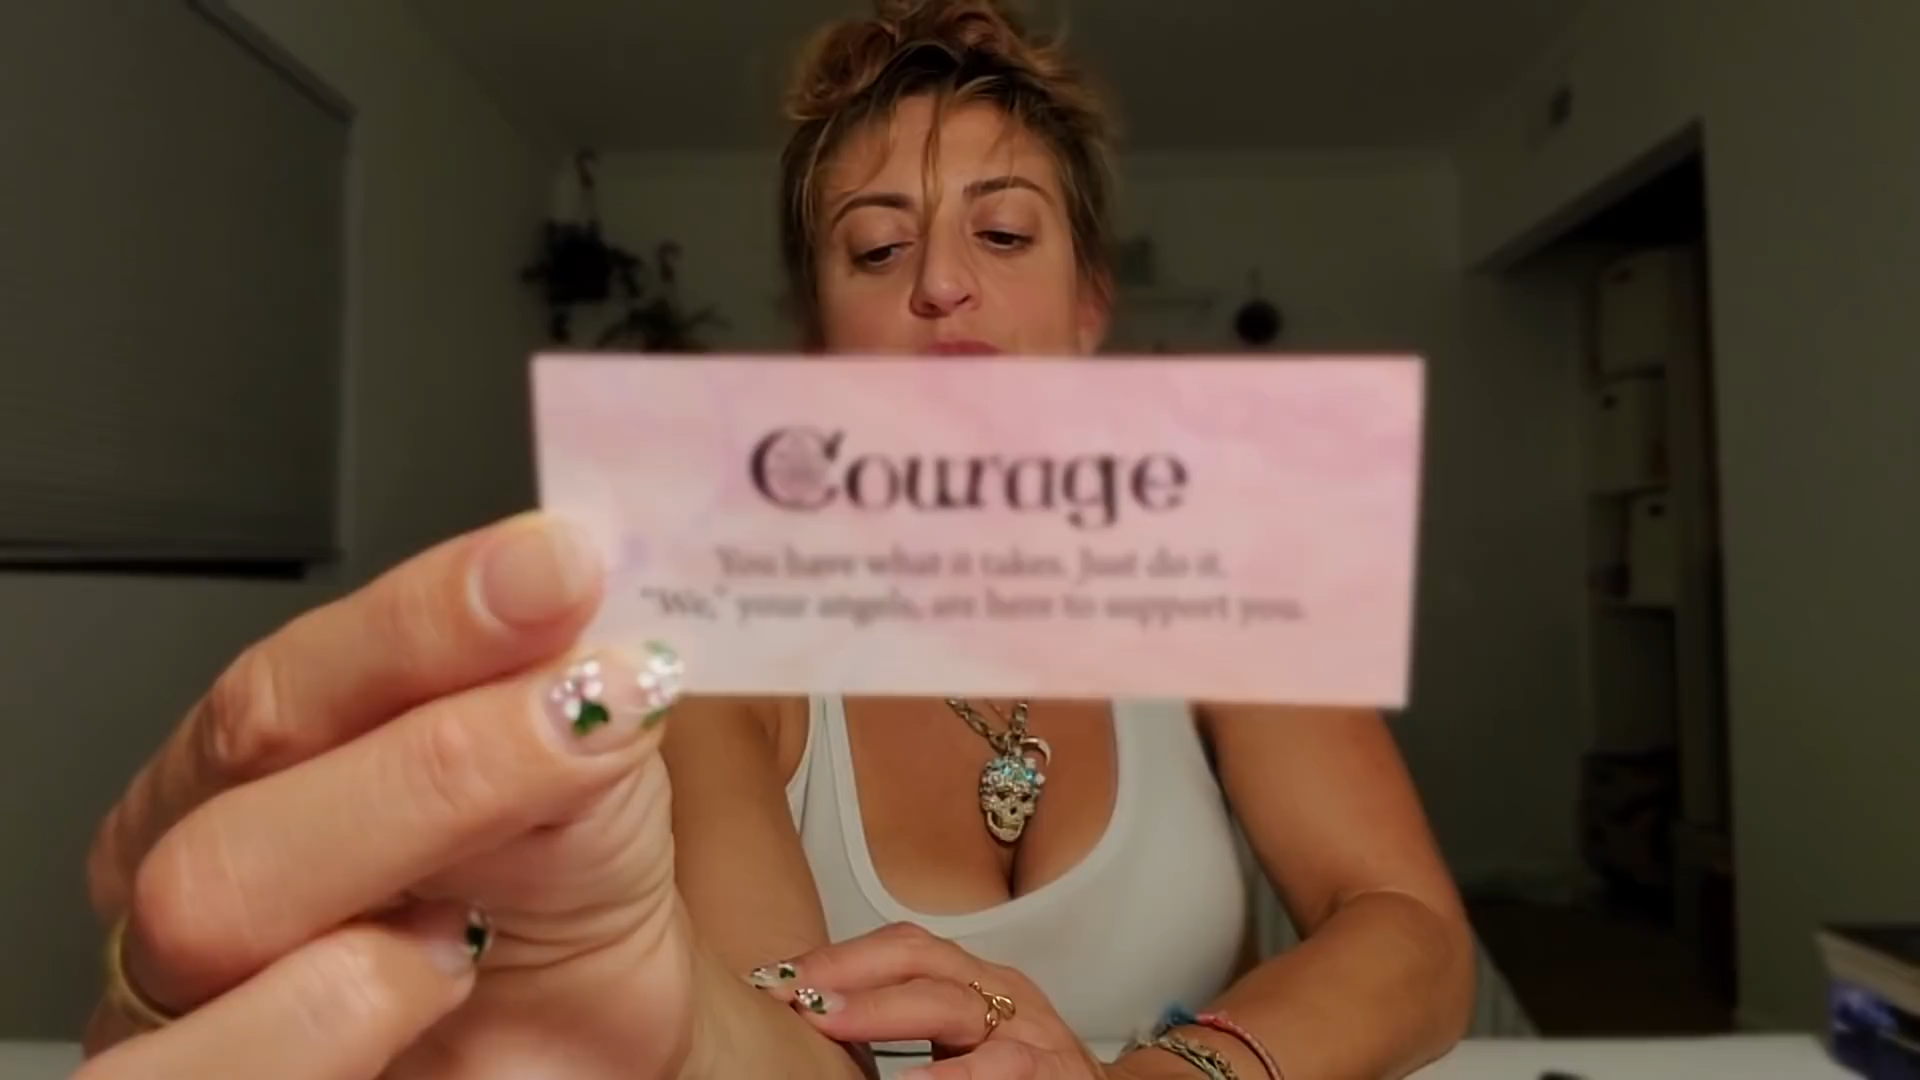 Courage
You have what it takes. Just do it.
"We," your angels, are here to support you.